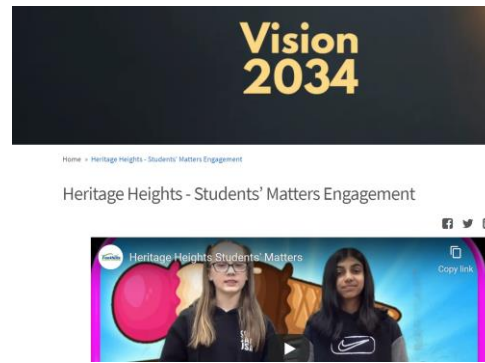 Vision
2034
Home » Heritage Heights - Students' Matters Engagement
Heritage Heights - Students' Matters Engagement
Heritage Heights Students' Matters
Copy link